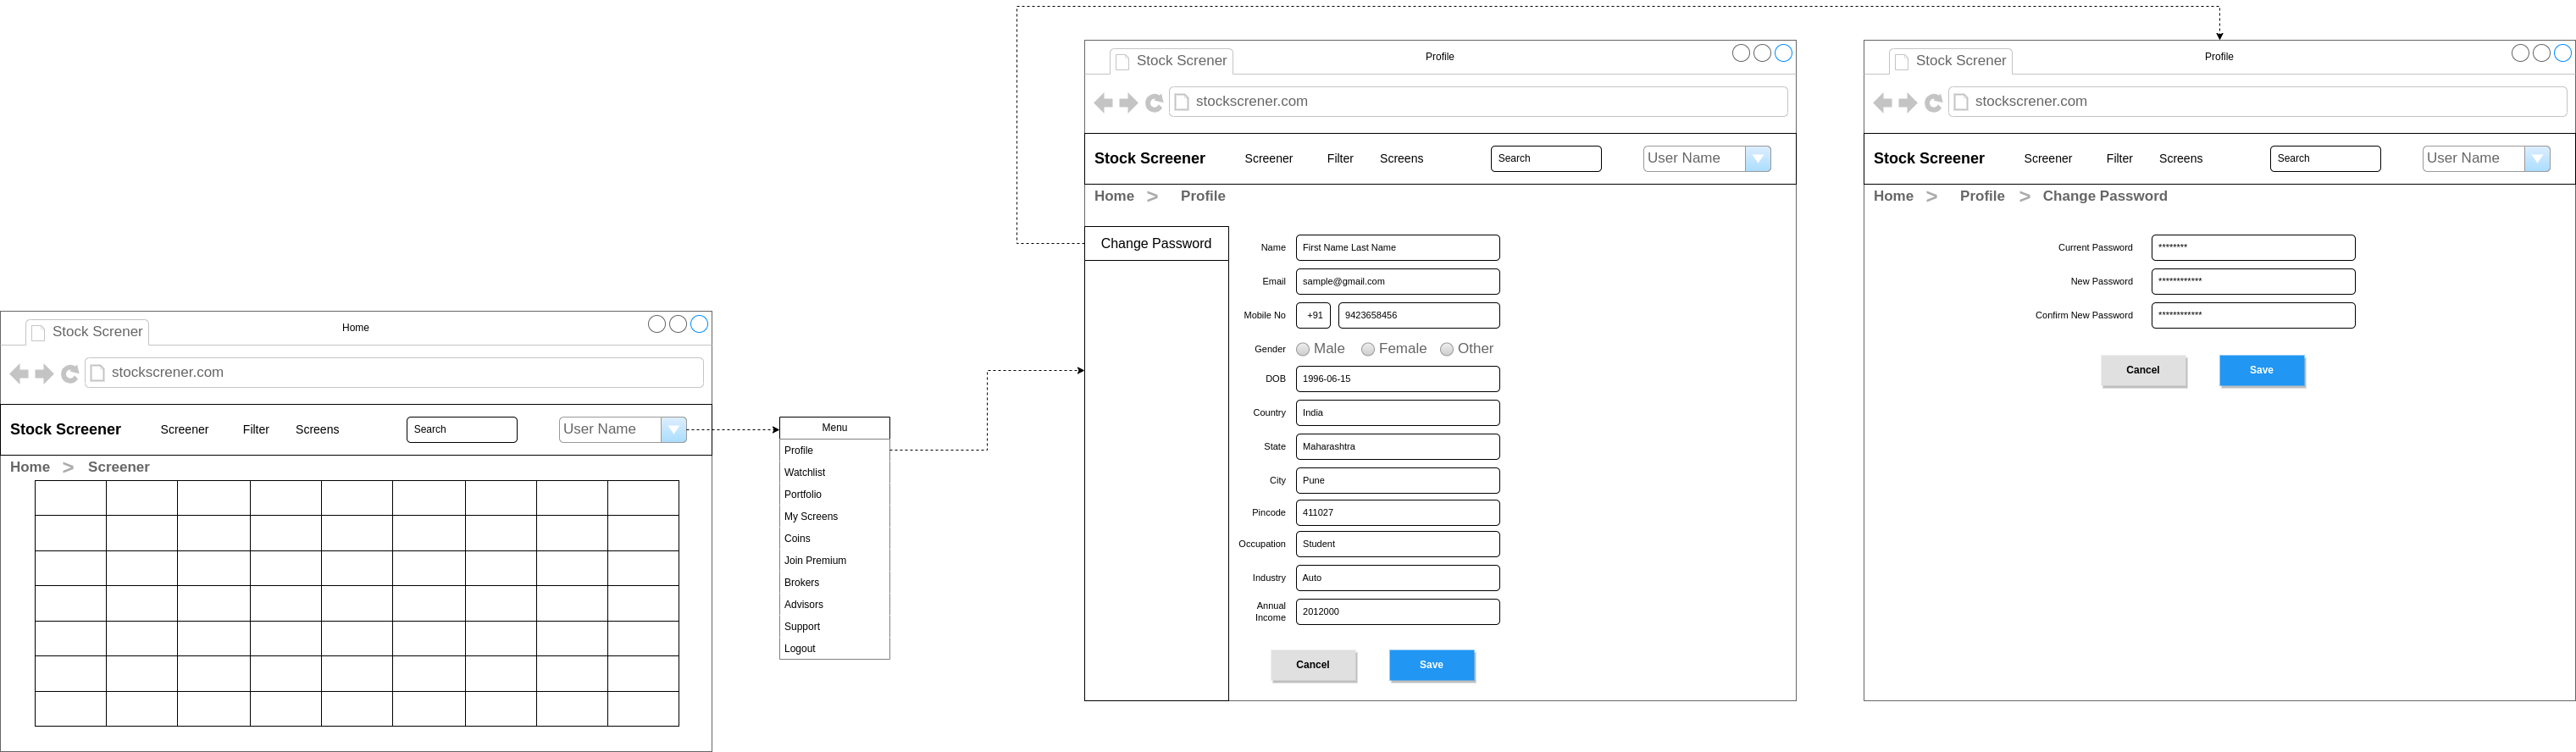 Home
Stock Screner
stockscrener.com
Stock Screener Screener Filter Screens Search User Name
Home > Screener
Menu
Profile
Watchlist
Portfolio
My Screens
Coins
Join Premium
Brokers
Advisors
Support
Logout
Profile
Stock Screner
stockscrener.com
Stock Screener Screener Filter Screens Search User Name
Home > Profile
Change Password
Name First Name Last Name
Email sample@gmail.com
Mobile No +91 9423658456
Gender Male Female Other
DOB 1996-06-15
Country India
State Maharashtra
City Pune
Pincode 411027
Occupation Student
Industry Auto
Annual
Income 2012000
Cancel Save
Profile
Stock Screner
stockscrener.com
Stock Screener Screener Filter Screens Search User Name
Home > Profile > Change Password
Current Password ********
New Password ************
Confirm New Password ************
Cancel Save